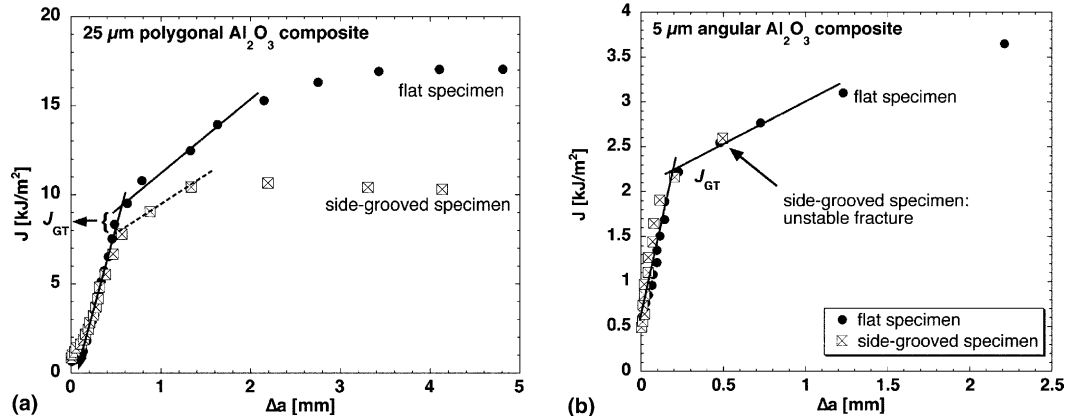 25 µm polygonal Al2O3 composite
flat specimen
side-grooved specimen
J [kJ/m²]
JGT
20
15
10
5
0
0 1 2 3 4 5
(a)
Δa [mm]
5 µm angular Al2O3 composite
flat specimen
JGT
side-grooved specimen:
unstable fracture
flat specimen
side-grooved specimen
J [kJ/m²]
4
3.5
3
2.5
2
1.5
1
0.5
0
0 0.5 1 1.5 2 2.5
(b)
Δa [mm]